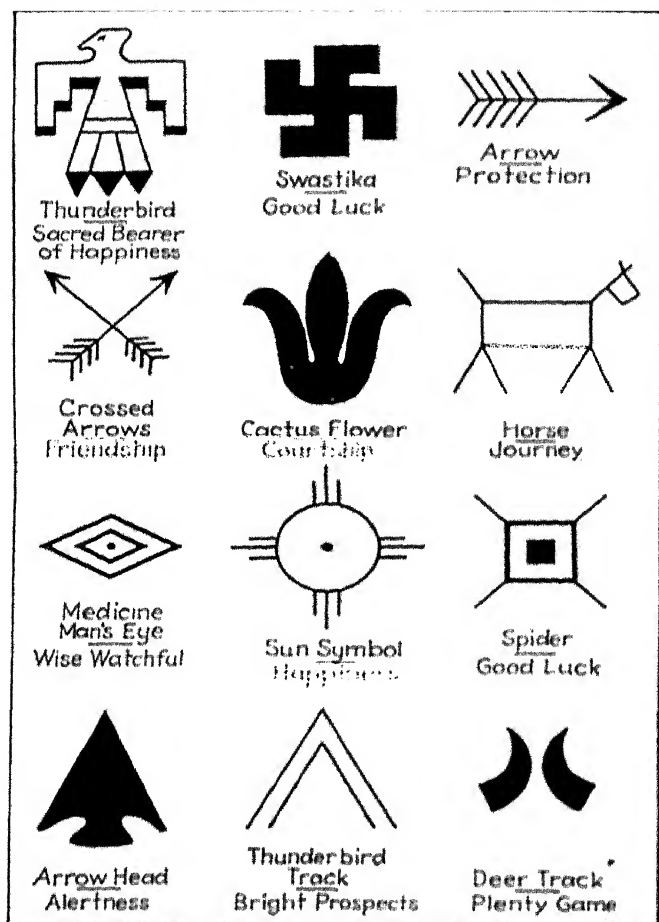 Thunderbird
Sacred Bearer
of Happiness
Swastika
Good Luck
Arrow
Protection
Crossed
Arrows
Friendship
Cactus Flower
Courtship
Horse
Journey
Medicine
Man's Eye
Wise Watchful
Sun Symbol
Happiness
Spider
Good Luck
Arrow Head
Alertness
Thunderbird
Track
Bright Prospects
Deer Track
Plenty Game